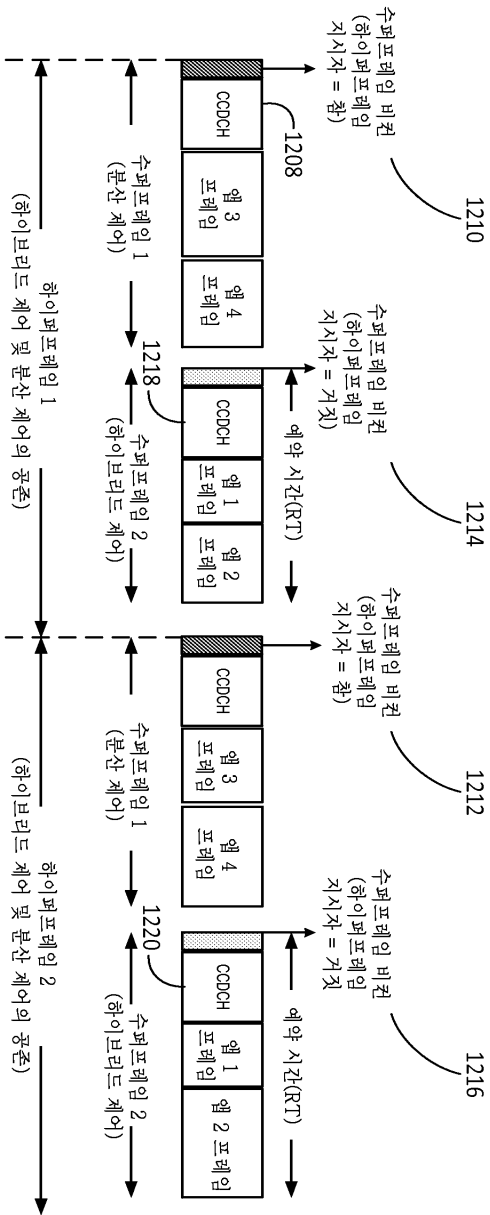 1210
수퍼프레임 비컨
(하이퍼프레임
지시자 = 참)
1214
수퍼프레임 비컨
(하이퍼프레임
지시자 = 거짓)
1212
수퍼프레임 비컨
(하이퍼프레임
지시자 = 참)
1216
수퍼프레임 비컨
(하이퍼프레임
지시자 = 거짓
1208
예약 시간(RT)
예약 시간(RT)
CCDCH
앱 3
프레임
앱 4
프레임
CCDCH
앱 1
프레임
앱 2
프레임
CCDCH
앱 3
프레임
앱 4
프레임
CCDCH
앱 1
프레임
앱 2 프레임
1218
1220
수퍼프레임 1
(분산 제어)
수퍼프레임 2
(하이브리드 제어)
수퍼프레임 1
(분산 제어)
수퍼프레임 2
(하이브리드 제어)
하이퍼프레임 1
(하이브리드 제어 및 분산 제어의 공존)
하이퍼프레임 2
(하이브리드 제어 및 분산 제어의 공존)